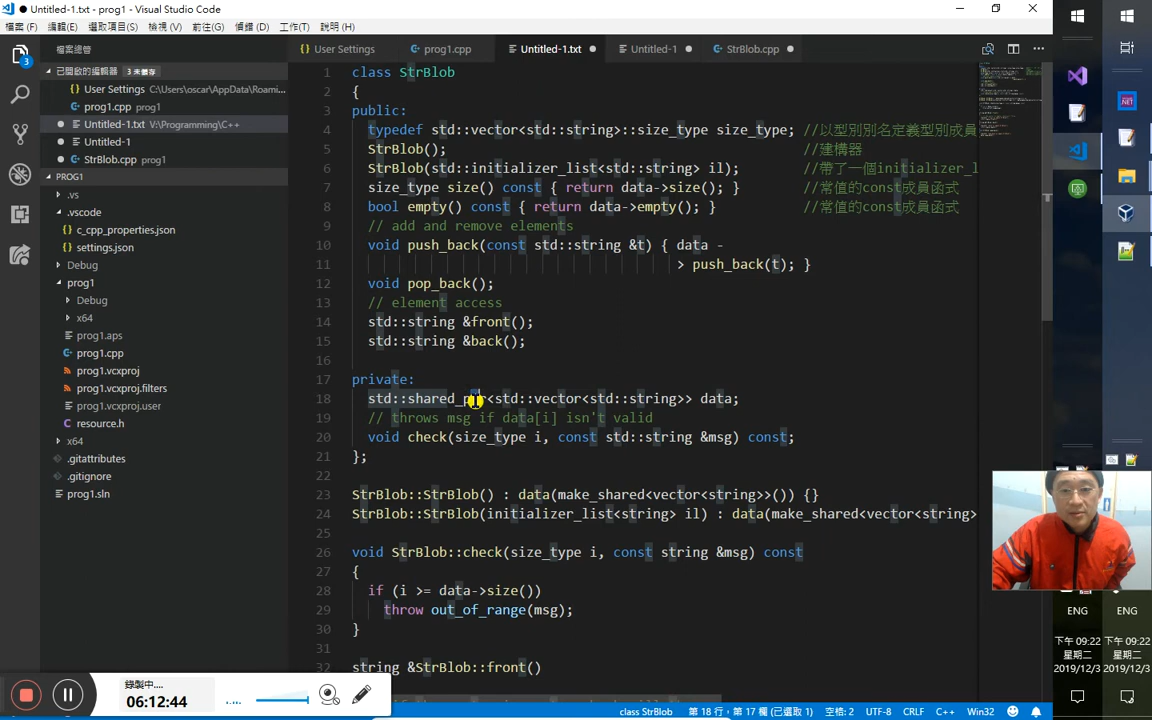 Untitled-1.txt - prog1 - Visual Studio Code
檔案 (F) 編輯(E) 選取項目(S) 檢視 (V) 前往(G) 偵錯 (D) 工作(T) 說明 (H)
檔案總管
User Settings
prog1.cpp
Untitled-1.txt
Untitled-1
StrBlob.cpp
3
已開啟的編輯器 3 未儲存
User Settings C:\Users\oscar\AppData\Roami...
prog1.cpp prog1
Untitled-1.txt V:\Programming\C++
Untitled-1
StrBlob.cpp prog1
PROG1
.vs
.vscode
c_cpp_properties.json
settings.json
Debug
prog1
Debug
x64
prog1.aps
prog1.cpp
prog1.vcxproj
prog1.vcxproj.filters
prog1.vcxproj.user
resource.h
x64
.gitattributes
.gitignore
prog1.sln
1 class StrBlob
2 {
3 public:
4 typedef std::vector<std::string>::size_type size_type; //以型別別名定義型別成員
5 StrBlob(); //建構器
6 StrBlob(std::initializer_list<std::string> il); //帶了一個initializer_l
7 size_type size() const { return data->size(); } //常值的const成員函式
8 bool empty() const { return data->empty(); } //常值的const成員函式
9 // add and remove elements
10 void push_back(const std::string &t) { data -
11 > push_back(t); }
12 void pop_back();
13 // element access
14 std::string &front();
15 std::string &back();
16
17 private:
18 std::shared_ptr<std::vector<std::string>> data;
19 // throws msg if data[i] isn't valid
20 void check(size_type i, const std::string &msg) const;
21 };
22
23 StrBlob::StrBlob() : data(make_shared<vector<string>>()) {}
24 StrBlob::StrBlob(initializer_list<string> il) : data(make_shared<vector<string>
25
26 void StrBlob::check(size_type i, const string &msg) const
27 {
28 if (i >= data->size())
29 throw out_of_range(msg);
30 }
31
32 string &StrBlob::front()
錄製中....
06:12:44
class StrBlob 第 18 行，第 17 欄 (已選取 1) 空格: 2 UTF-8 CRLF C++ Win32
.NET
ENG
下午 09:22
星期二
2019/12/3
ENG
下午 09:22
星期二
2019/12/3